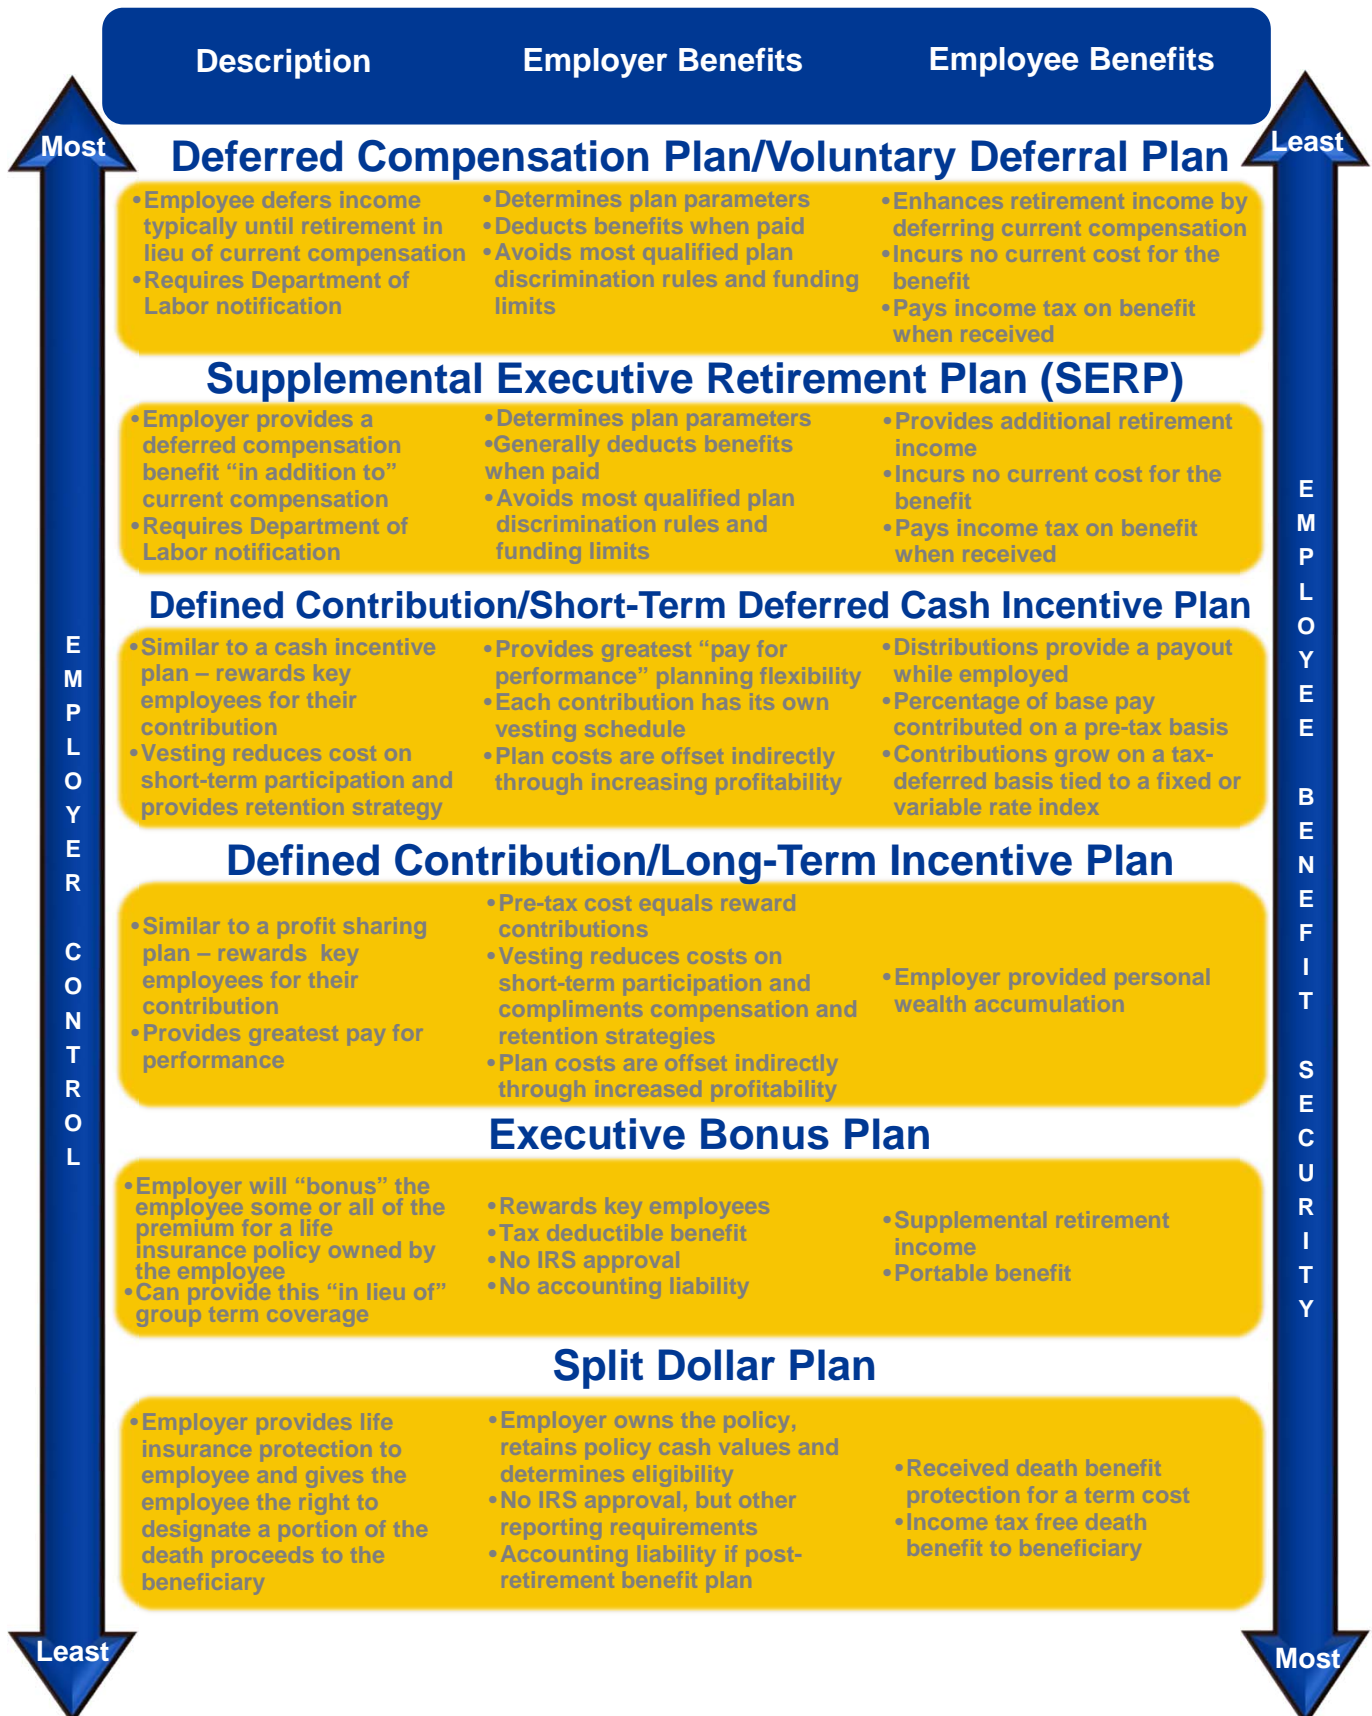 Description
Employer Benefits
Employee Benefits
Most
Least
Deferred Compensation Plan/Voluntary Deferral Plan
•Employee defers income
typically until retirement in
lieu of current compensation
•Requires Department of
Labor notification
•Determines plan parameters
•Deducts benefits when paid
•Avoids most qualified plan
discrimination rules and funding
limits
•Enhances retirement income by
deferring current compensation
•Incurs no current cost for the
benefit
•Pays income tax on benefit
when received
Supplemental Executive Retirement Plan (SERP)
•Employer provides a
deferred compensation
benefit “in addition to”
current compensation
•Requires Department of
Labor notification
•Determines plan parameters
•Generally deducts benefits
when paid
•Avoids most qualified plan
discrimination rules and
funding limits
•Provides additional retirement
income
•Incurs no current cost for the
benefit
•Pays income tax on benefit
when received
Defined Contribution/Short-Term Deferred Cash Incentive Plan
•Similar to a cash incentive
plan – rewards key
employees for their
contribution
•Vesting reduces cost on
short-term participation and
provides retention strategy
•Provides greatest “pay for
performance” planning flexibility
•Each contribution has its own
vesting schedule
•Plan costs are offset indirectly
through increasing profitability
•Distributions provide a payout
while employed
•Percentage of base pay
contributed on a pre-tax basis
•Contributions grow on a tax-
deferred basis tied to a fixed or
variable rate index
Defined Contribution/Long-Term Incentive Plan
•Similar to a profit sharing
plan – rewards key
employees for their
contribution
•Provides greatest pay for
performance
•Pre-tax cost equals reward
contributions
•Vesting reduces costs on
short-term participation and
compliments compensation and
retention strategies
•Plan costs are offset indirectly
through increased profitability
•Employer provided personal
wealth accumulation
Executive Bonus Plan
•Employer will “bonus” the
employee some or all of the
premium for a life
insurance policy owned by
the employee
•Can provide this “in lieu of”
group term coverage
•Rewards key employees
•Tax deductible benefit
•No IRS approval
•No accounting liability
•Supplemental retirement
income
•Portable benefit
Split Dollar Plan
•Employer provides life
insurance protection to
employee and gives the
employee the right to
designate a portion of the
death proceeds to the
beneficiary
•Employer owns the policy,
retains policy cash values and
determines eligibility
•No IRS approval, but other
reporting requirements
•Accounting liability if post-
retirement benefit plan
•Received death benefit
protection for a term cost
•Income tax free death
benefit to beneficiary
EMPLOYER CONTROL
EMPLOYEE BENEFIT SECURITY
Least
Most